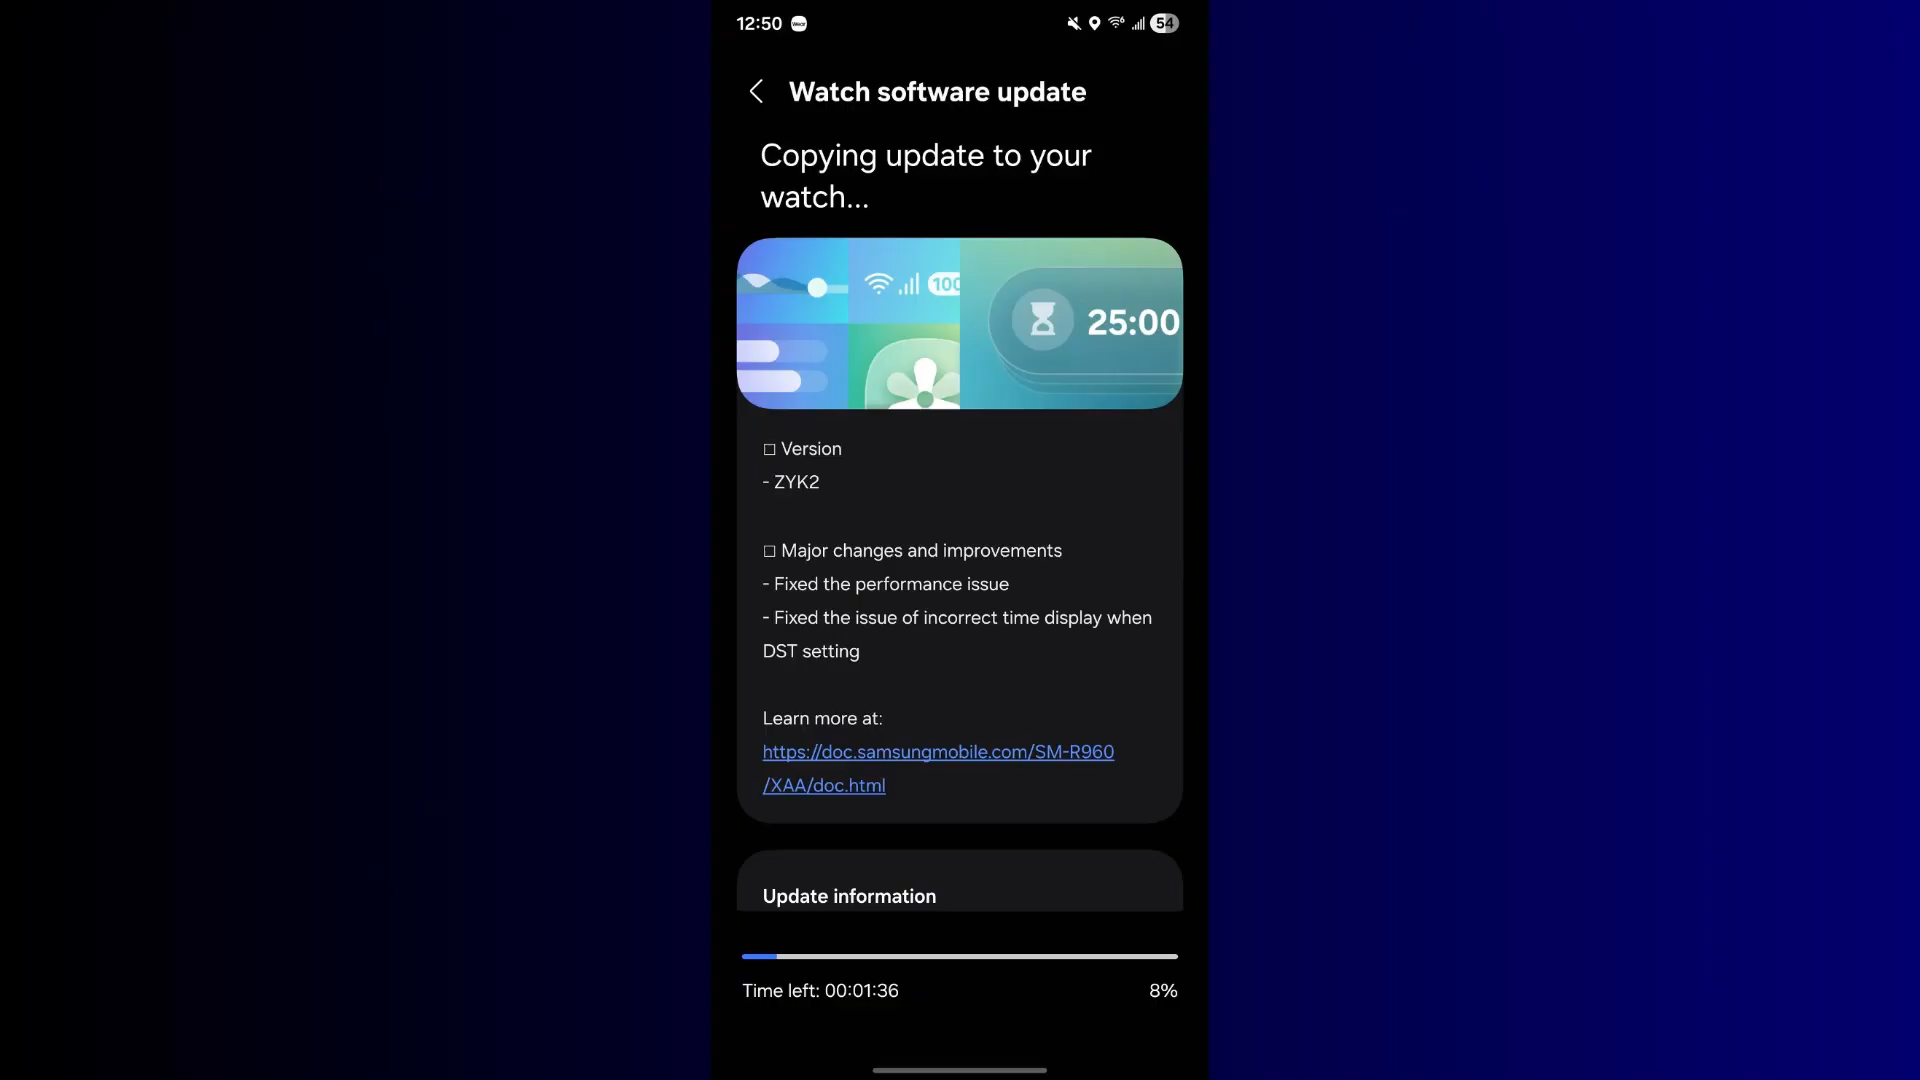 12:50
54
Watch software update
Copying update to your
watch...
100
25:00
□ Version
- ZYK2
□ Major changes and improvements
- Fixed the performance issue
- Fixed the issue of incorrect time display when
DST setting
Learn more at:
https://doc.samsungmobile.com/SM-R960
/XAA/doc.html
Update information
Time left: 00:01:36
8%